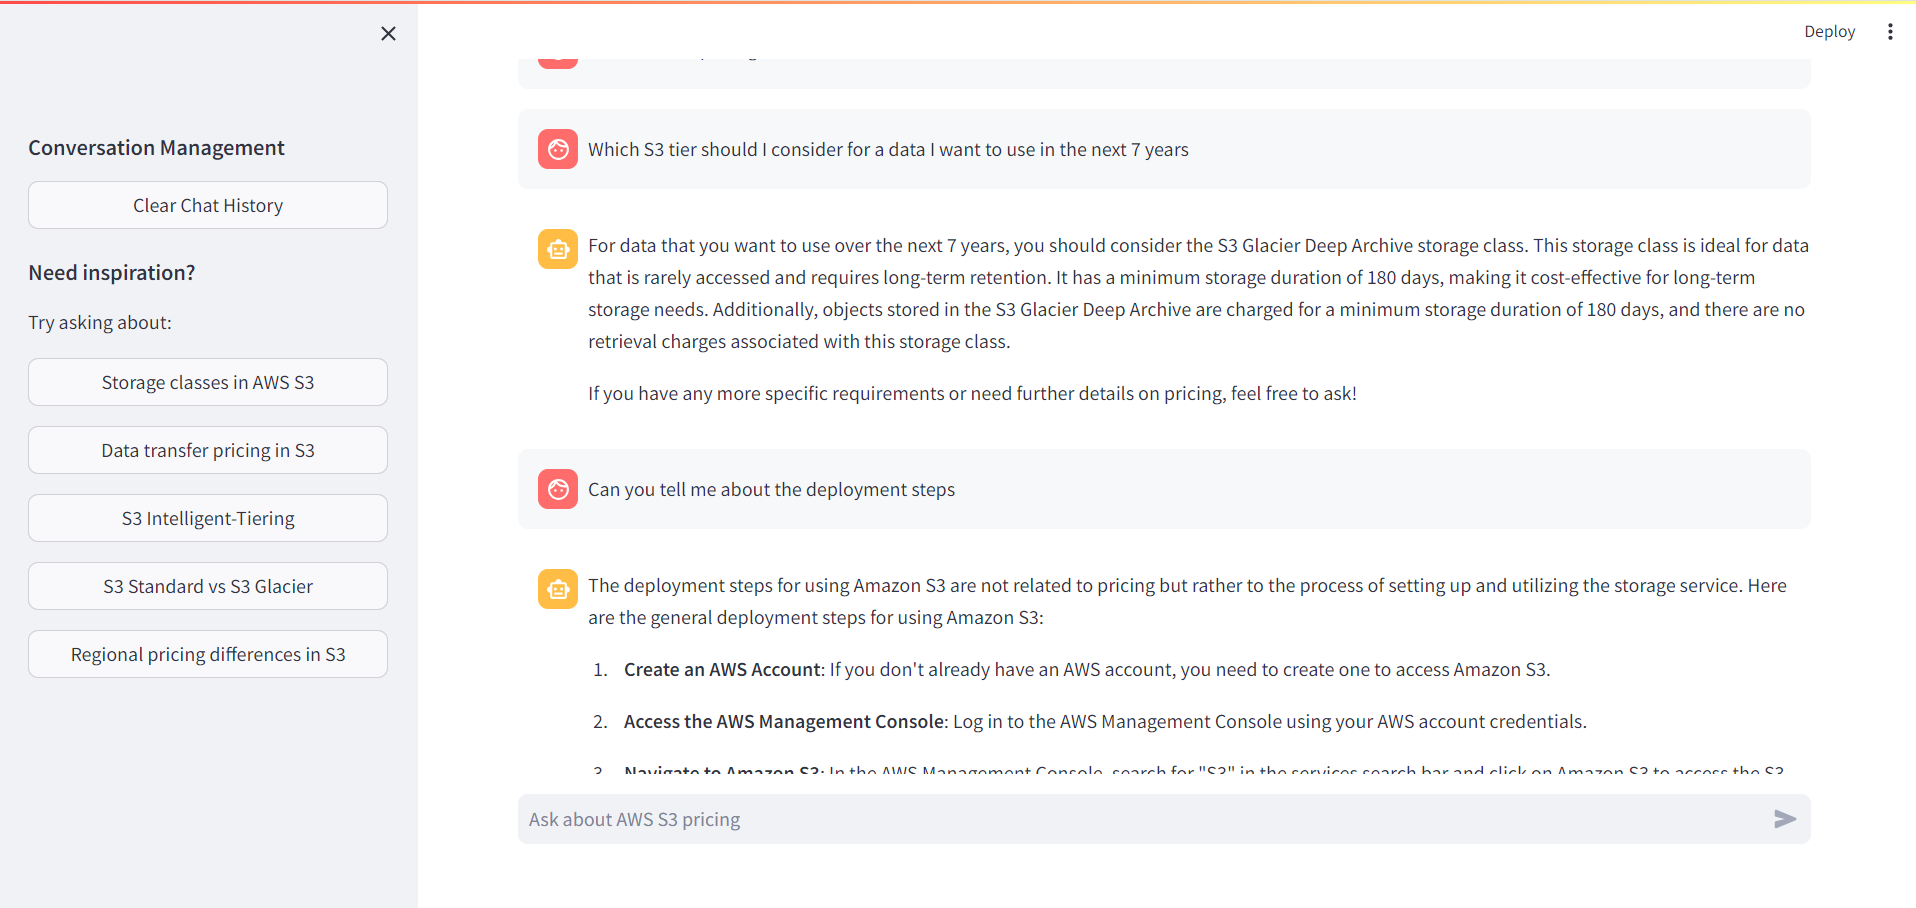 Deploy
Conversation Management
Clear Chat History
Need inspiration?
Try asking about:
Storage classes in AWS S3
Data transfer pricing in S3
S3 Intelligent-Tiering
S3 Standard vs S3 Glacier
Regional pricing differences in S3
Which S3 tier should I consider for a data I want to use in the next 7 years
For data that you want to use over the next 7 years, you should consider the S3 Glacier Deep Archive storage class. This storage class is ideal for data
that is rarely accessed and requires long-term retention. It has a minimum storage duration of 180 days, making it cost-effective for long-term
storage needs. Additionally, objects stored in the S3 Glacier Deep Archive are charged for a minimum storage duration of 180 days, and there are no
retrieval charges associated with this storage class.
If you have any more specific requirements or need further details on pricing, feel free to ask!
Can you tell me about the deployment steps
The deployment steps for using Amazon S3 are not related to pricing but rather to the process of setting up and utilizing the storage service. Here
are the general deployment steps for using Amazon S3:
1. Create an AWS Account: If you don't already have an AWS account, you need to create one to access Amazon S3.
2. Access the AWS Management Console: Log in to the AWS Management Console using your AWS account credentials.
3. Navigate to Amazon S3: In the AWS Management Console, search for "S3" in the services search bar and click on Amazon S3 to access the S3
Ask about AWS S3 pricing